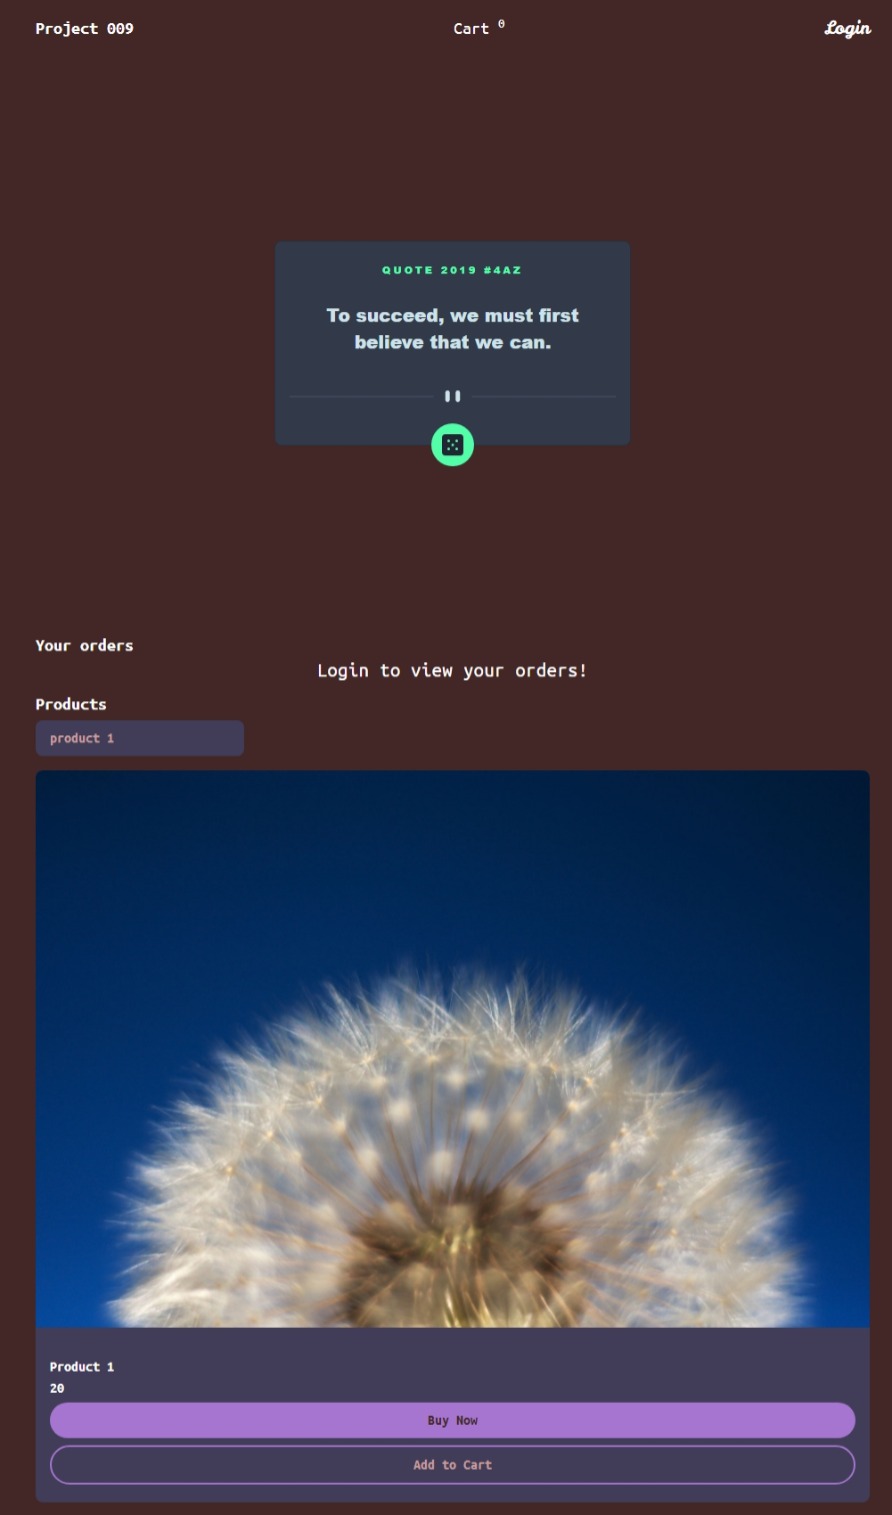 Project 009
Cart 0
Login
QUOTE 2019 #4AZ
To succeed, we must first
believe that we can.
Your orders
Login to view your orders!
Products
product 1
Product 1
20
Buy Now
Add to Cart